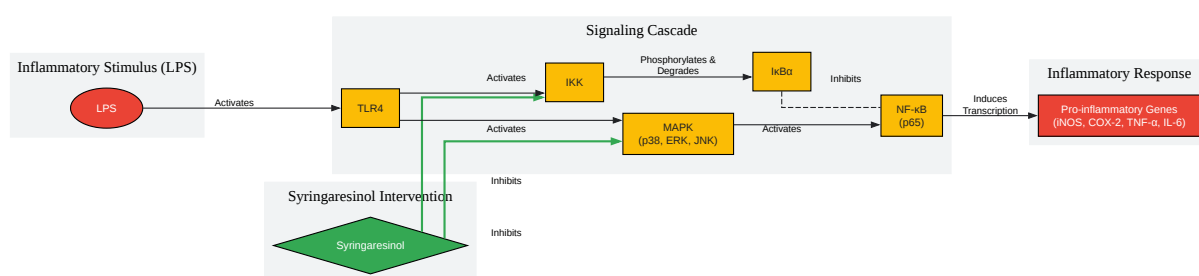 Signaling Cascade
Inflammatory Stimulus (LPS)
LPS
Activates
TLR4
Activates
IKK
Phosphorylates &
Degrades
IκBα
Inhibits
Activates
MAPK
(p38, ERK, JNK)
Activates
NF-κB
(p65)
Induces
Transcription
Inflammatory Response
Pro-inflammatory Genes
(iNOS, COX-2, TNF-α, IL-6)
Inhibits
Syringaresinol Intervention
Inhibits
Syringaresinol